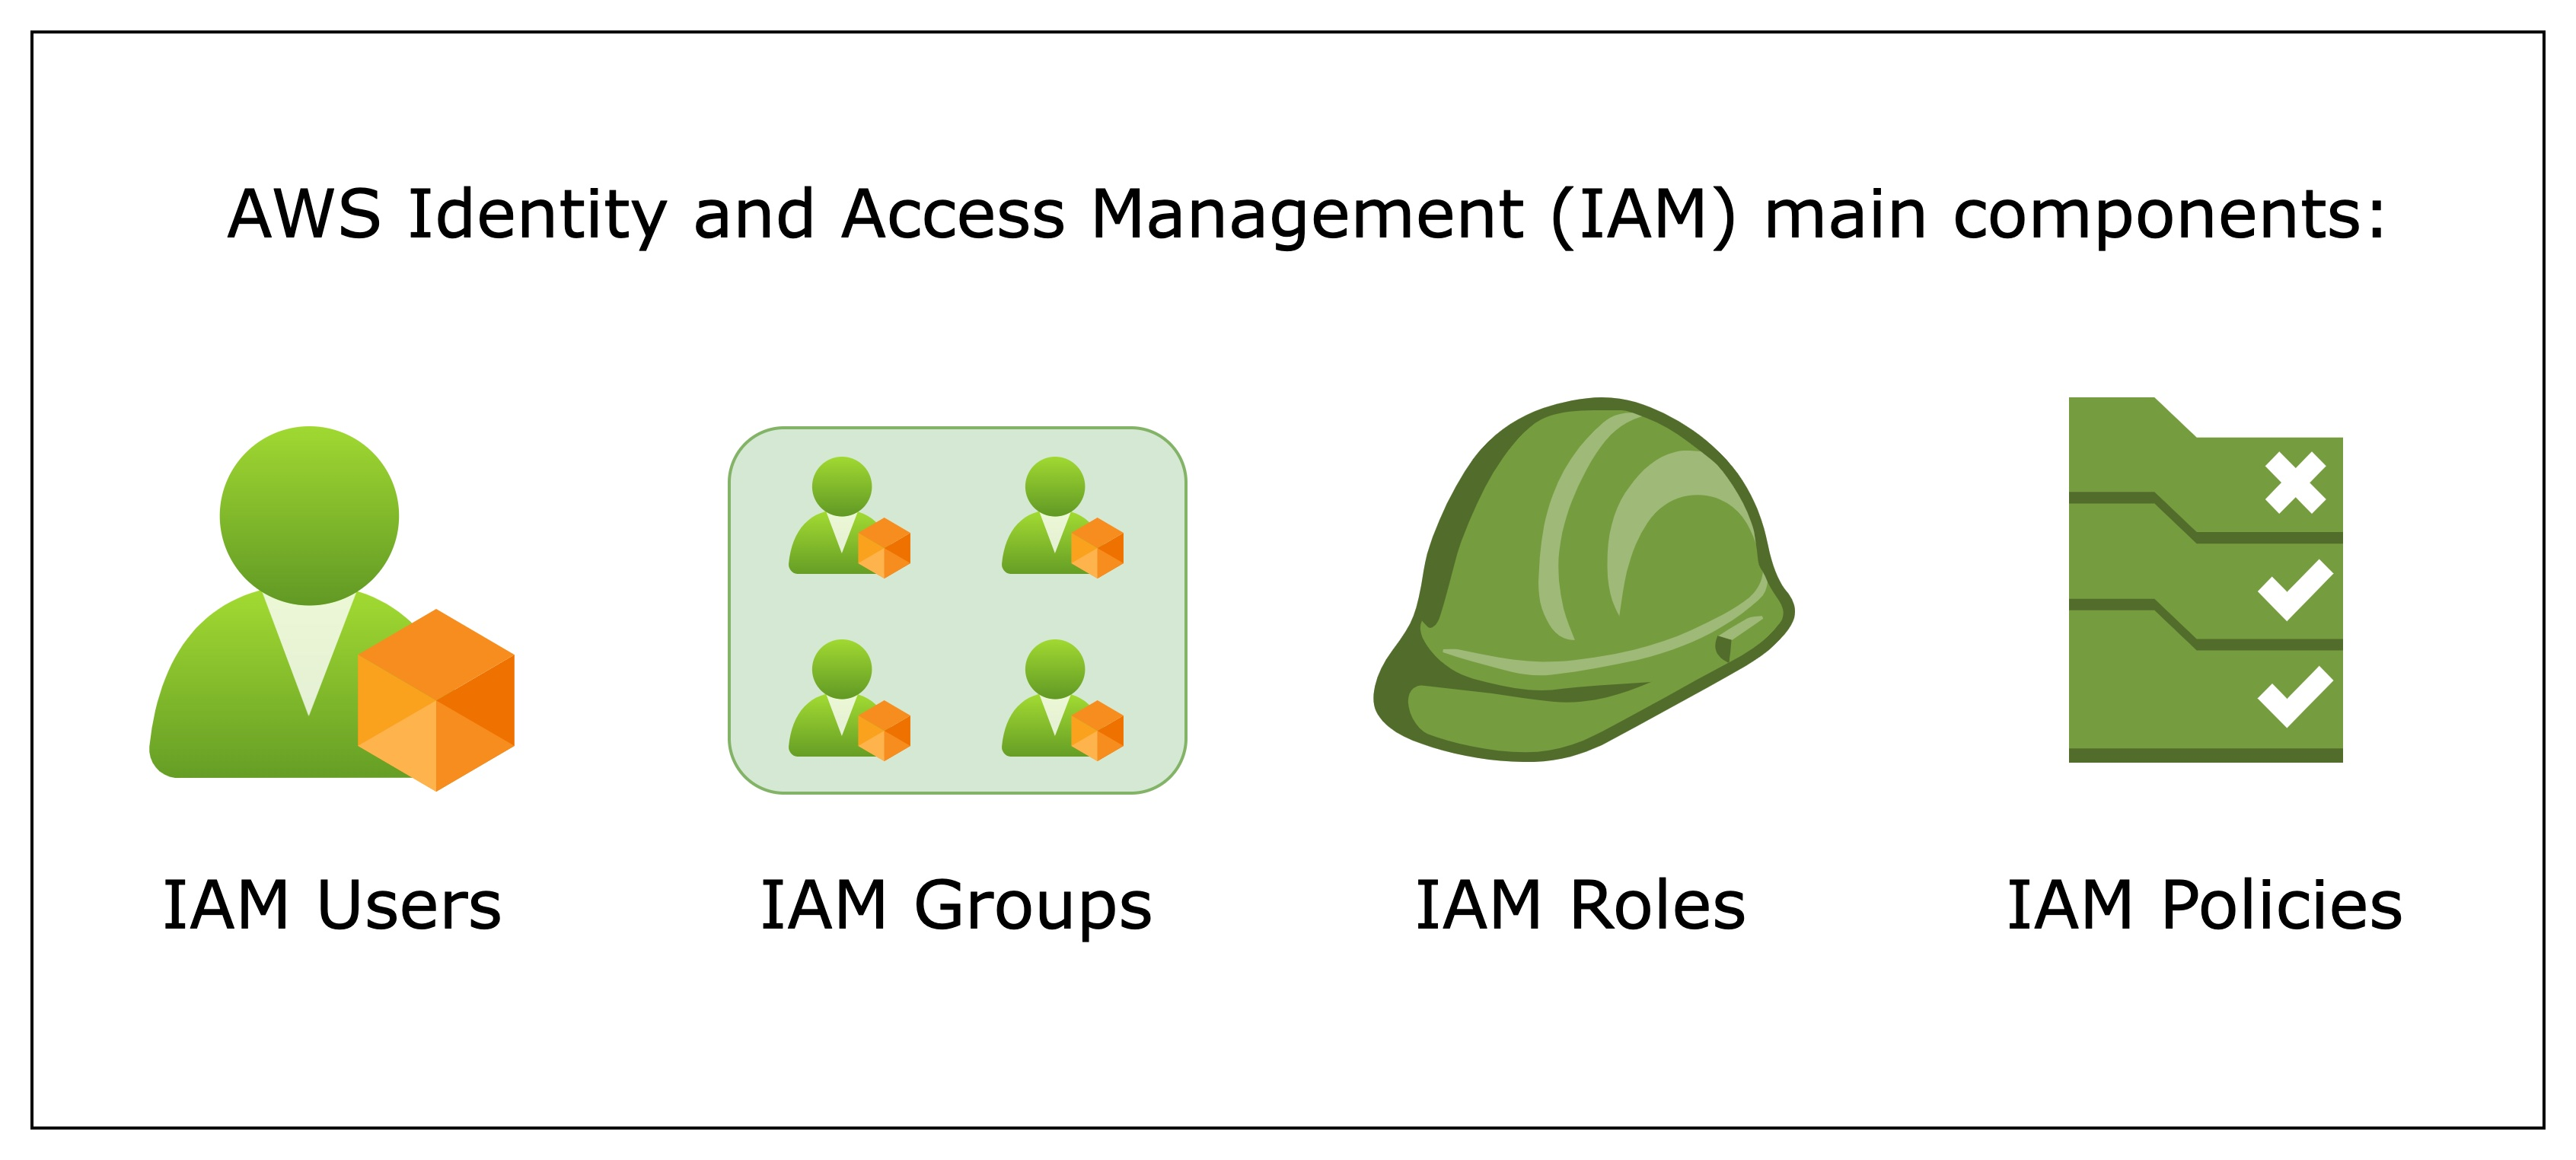 AWS Identity and Access Management (IAM) main components:
IAM Users
IAM Groups
IAM Roles
IAM Policies